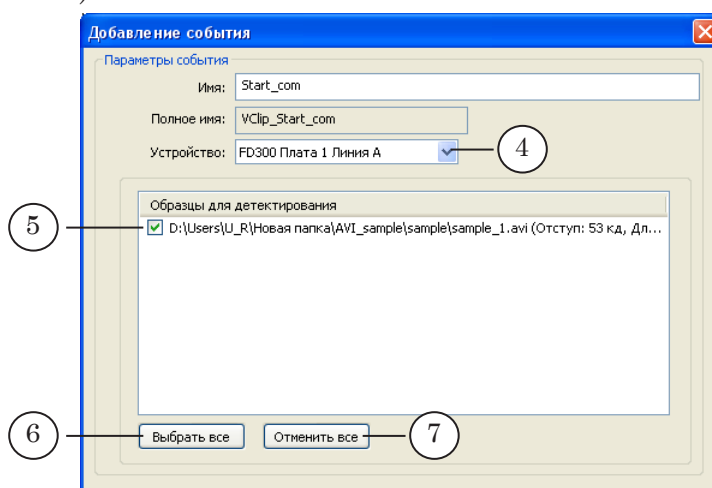 Добавление события
Параметры события
Имя: Start_com
Полное имя: VClip_Start_com
Устройство: FD300 Плата 1 Линия A
4
Образцы для детектирования
5
D:\Users\U_R\Новая папка\AVI_sample\sample\sample_1.avi (Отступ: 53 кд, Дл...
6
Выбрать все
Отменить все
7